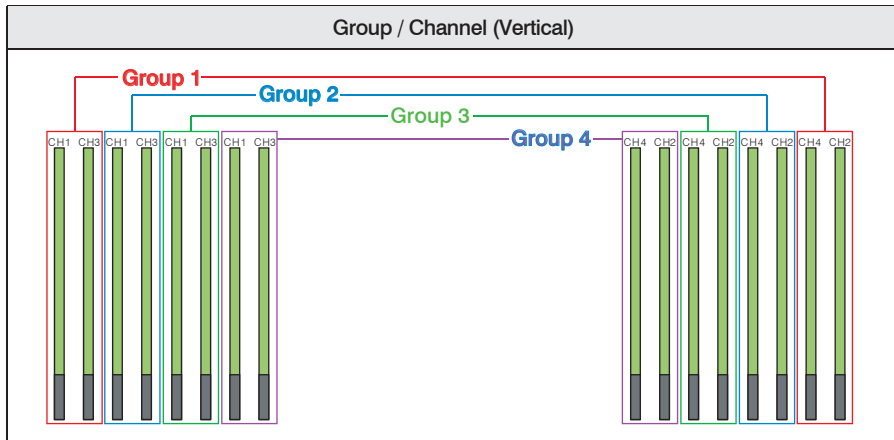 Group / Channel (Vertical)
Group 1
Group 2
Group 3
Group 4
CH1 CH3 CH1 CH3 CH1 CH3 CH1 CH3 CH4 CH2 CH4 CH2 CH4 CH2 CH4 CH2